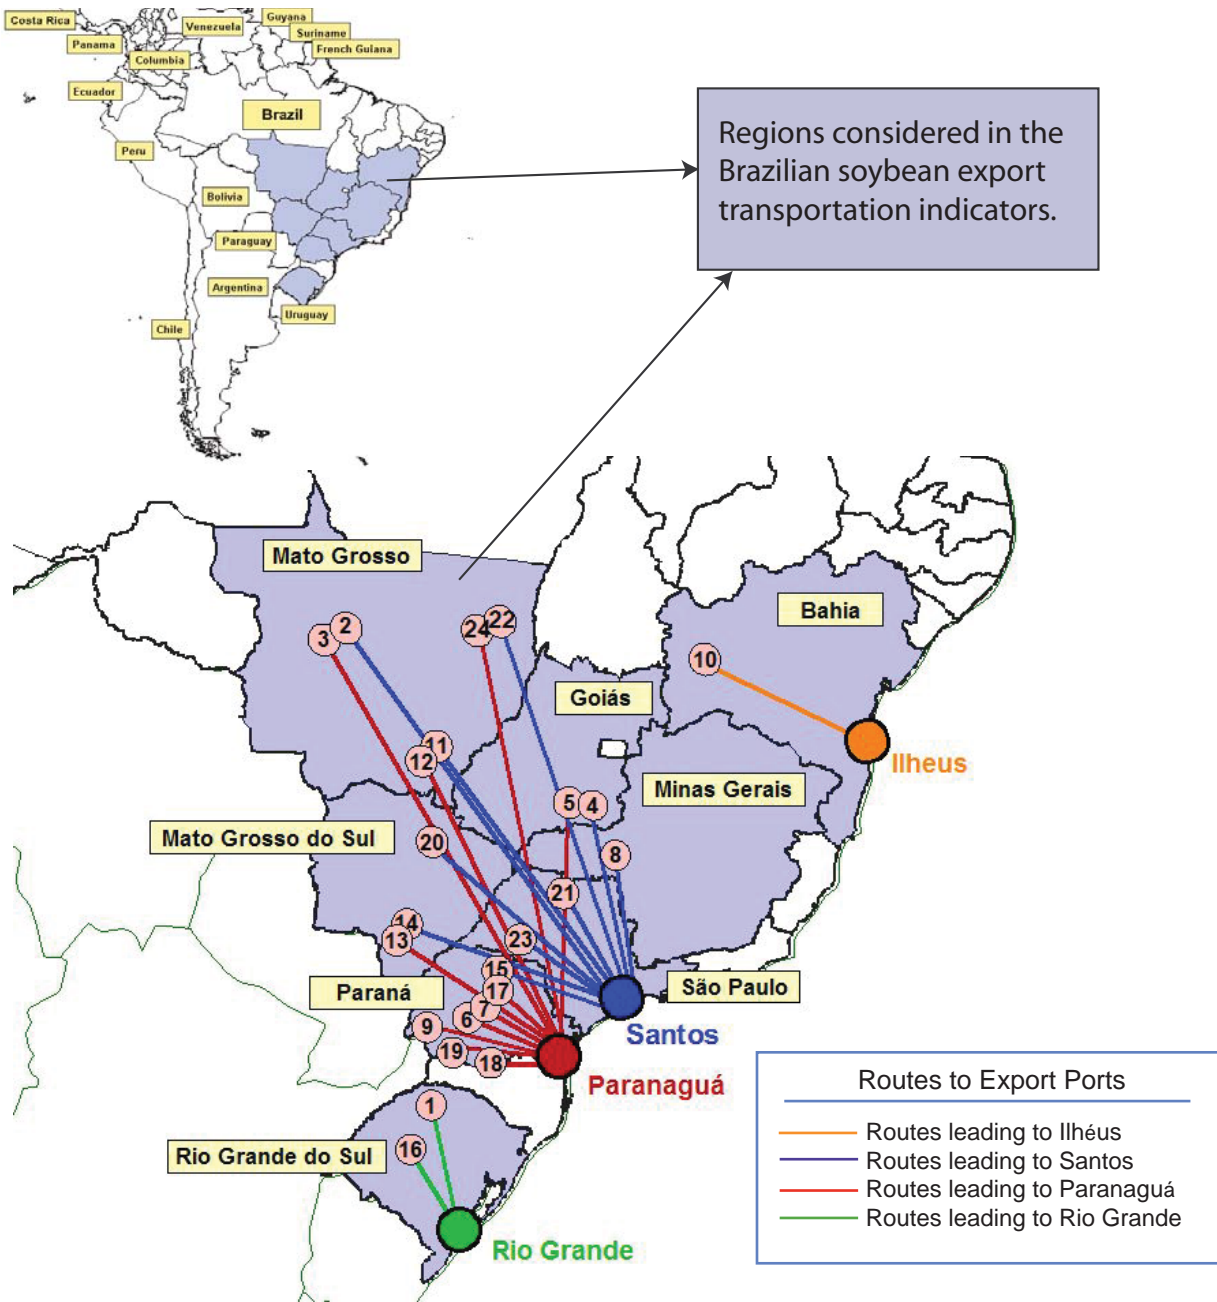 Costa Rica
Panama
Venezuela
Guyana
Suriname
French Guiana
Columbia
Ecuador
Brazil
Peru
Bolivia
Paraguay
Argentina
Uruguay
Chile
Regions considered in the
Brazilian soybean export
transportation indicators.
Mato Grosso
Bahia
3
2
24
22
10
Goiás
Ilheus
11
12
Minas Gerais
5
4
Mato Grosso do Sul
20
8
21
14
13
23
15
17
7
6
9
19
18
Paraná
São Paulo
Santos
Paranaguá
1
16
Rio Grande do Sul
Rio Grande
Routes to Export Ports
Routes leading to Ilhéus
Routes leading to Santos
Routes leading to Paranaguá
Routes leading to Rio Grande